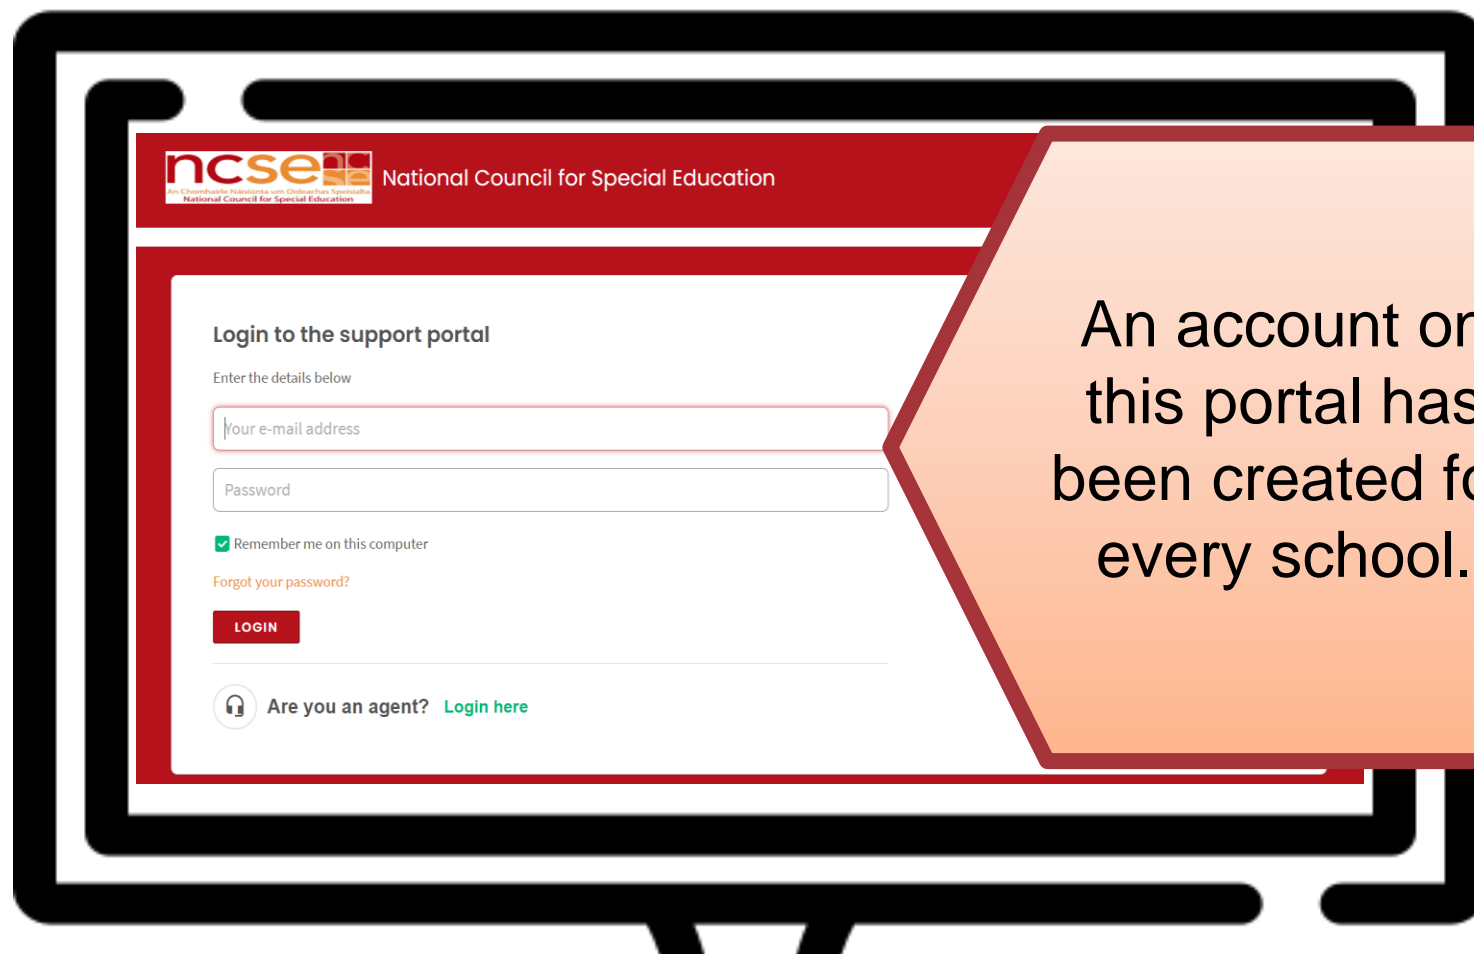 ncse
An Chomhairle Náisiúnta um Oideachas Speisialta
National Council for Special Education
National Council for Special Education
Login to the support portal
Enter the details below
Your e-mail address
Password
Remember me on this computer
Forgot your password?
LOGIN
Are you an agent? Login here
An account on
this portal has
been created fo
every school.